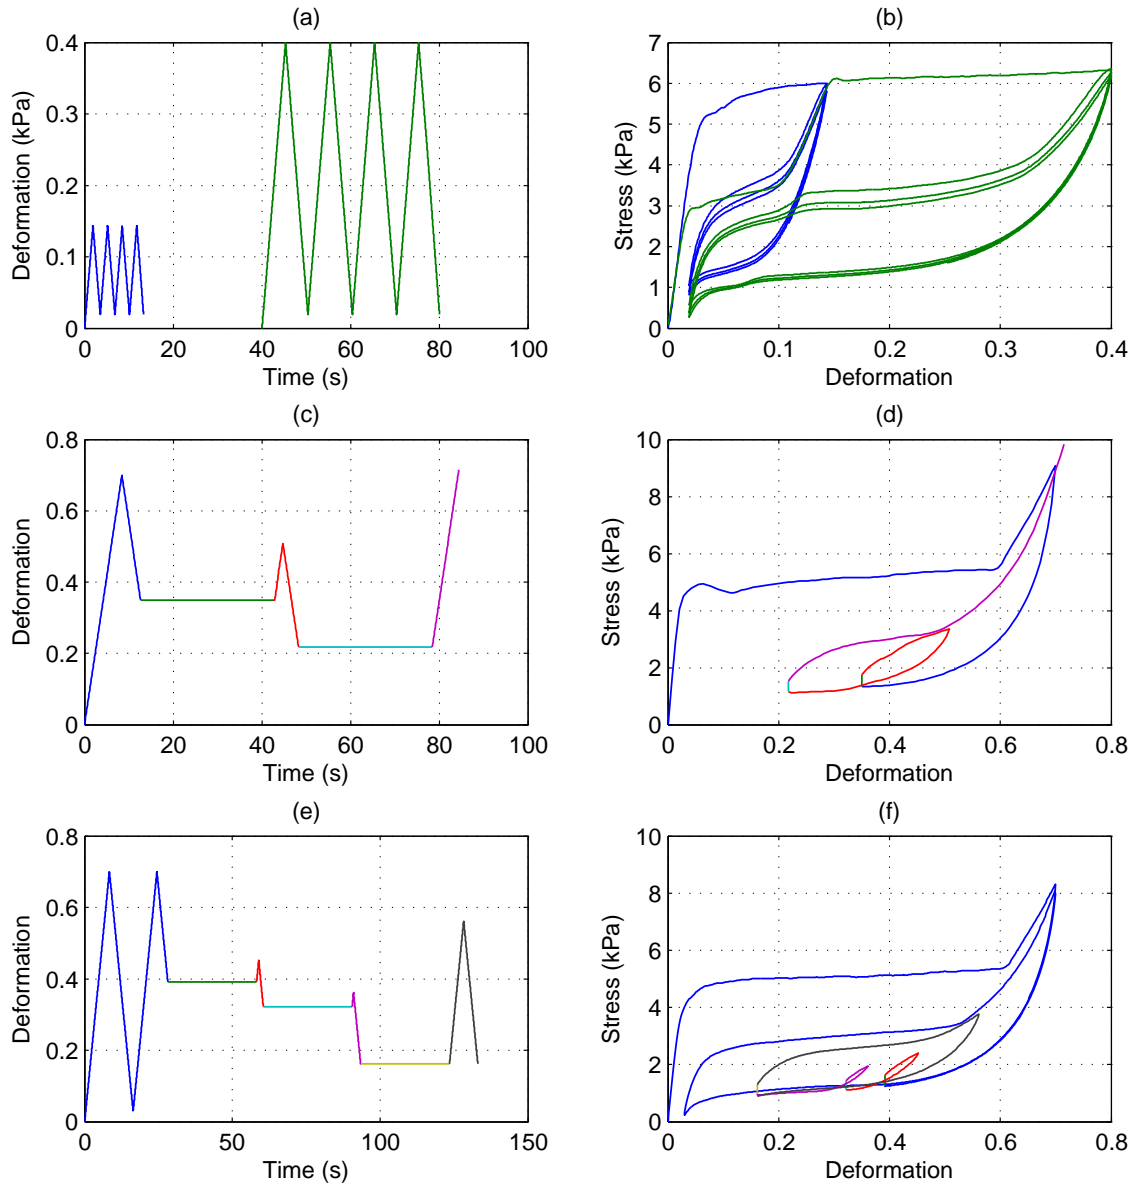 (a)
0.4
0.3
0.2
0.1
0
Deformation (kPa)
0 20 40 60 80 100
Time (s)
(b)
7
6
5
4
3
2
1
0
Stress (kPa)
0 0.1 0.2 0.3 0.4
Deformation
(c)
0.8
0.6
0.4
0.2
0
Deformation
0 20 40 60 80 100
Time (s)
(d)
10
8
6
4
2
0
Stress (kPa)
0 0.2 0.4 0.6 0.8
Deformation
(e)
0.8
0.6
0.4
0.2
0
Deformation
0 50 100 150
Time (s)
(f)
10
8
6
4
2
0
Stress (kPa)
0 0.2 0.4 0.6 0.8
Deformation